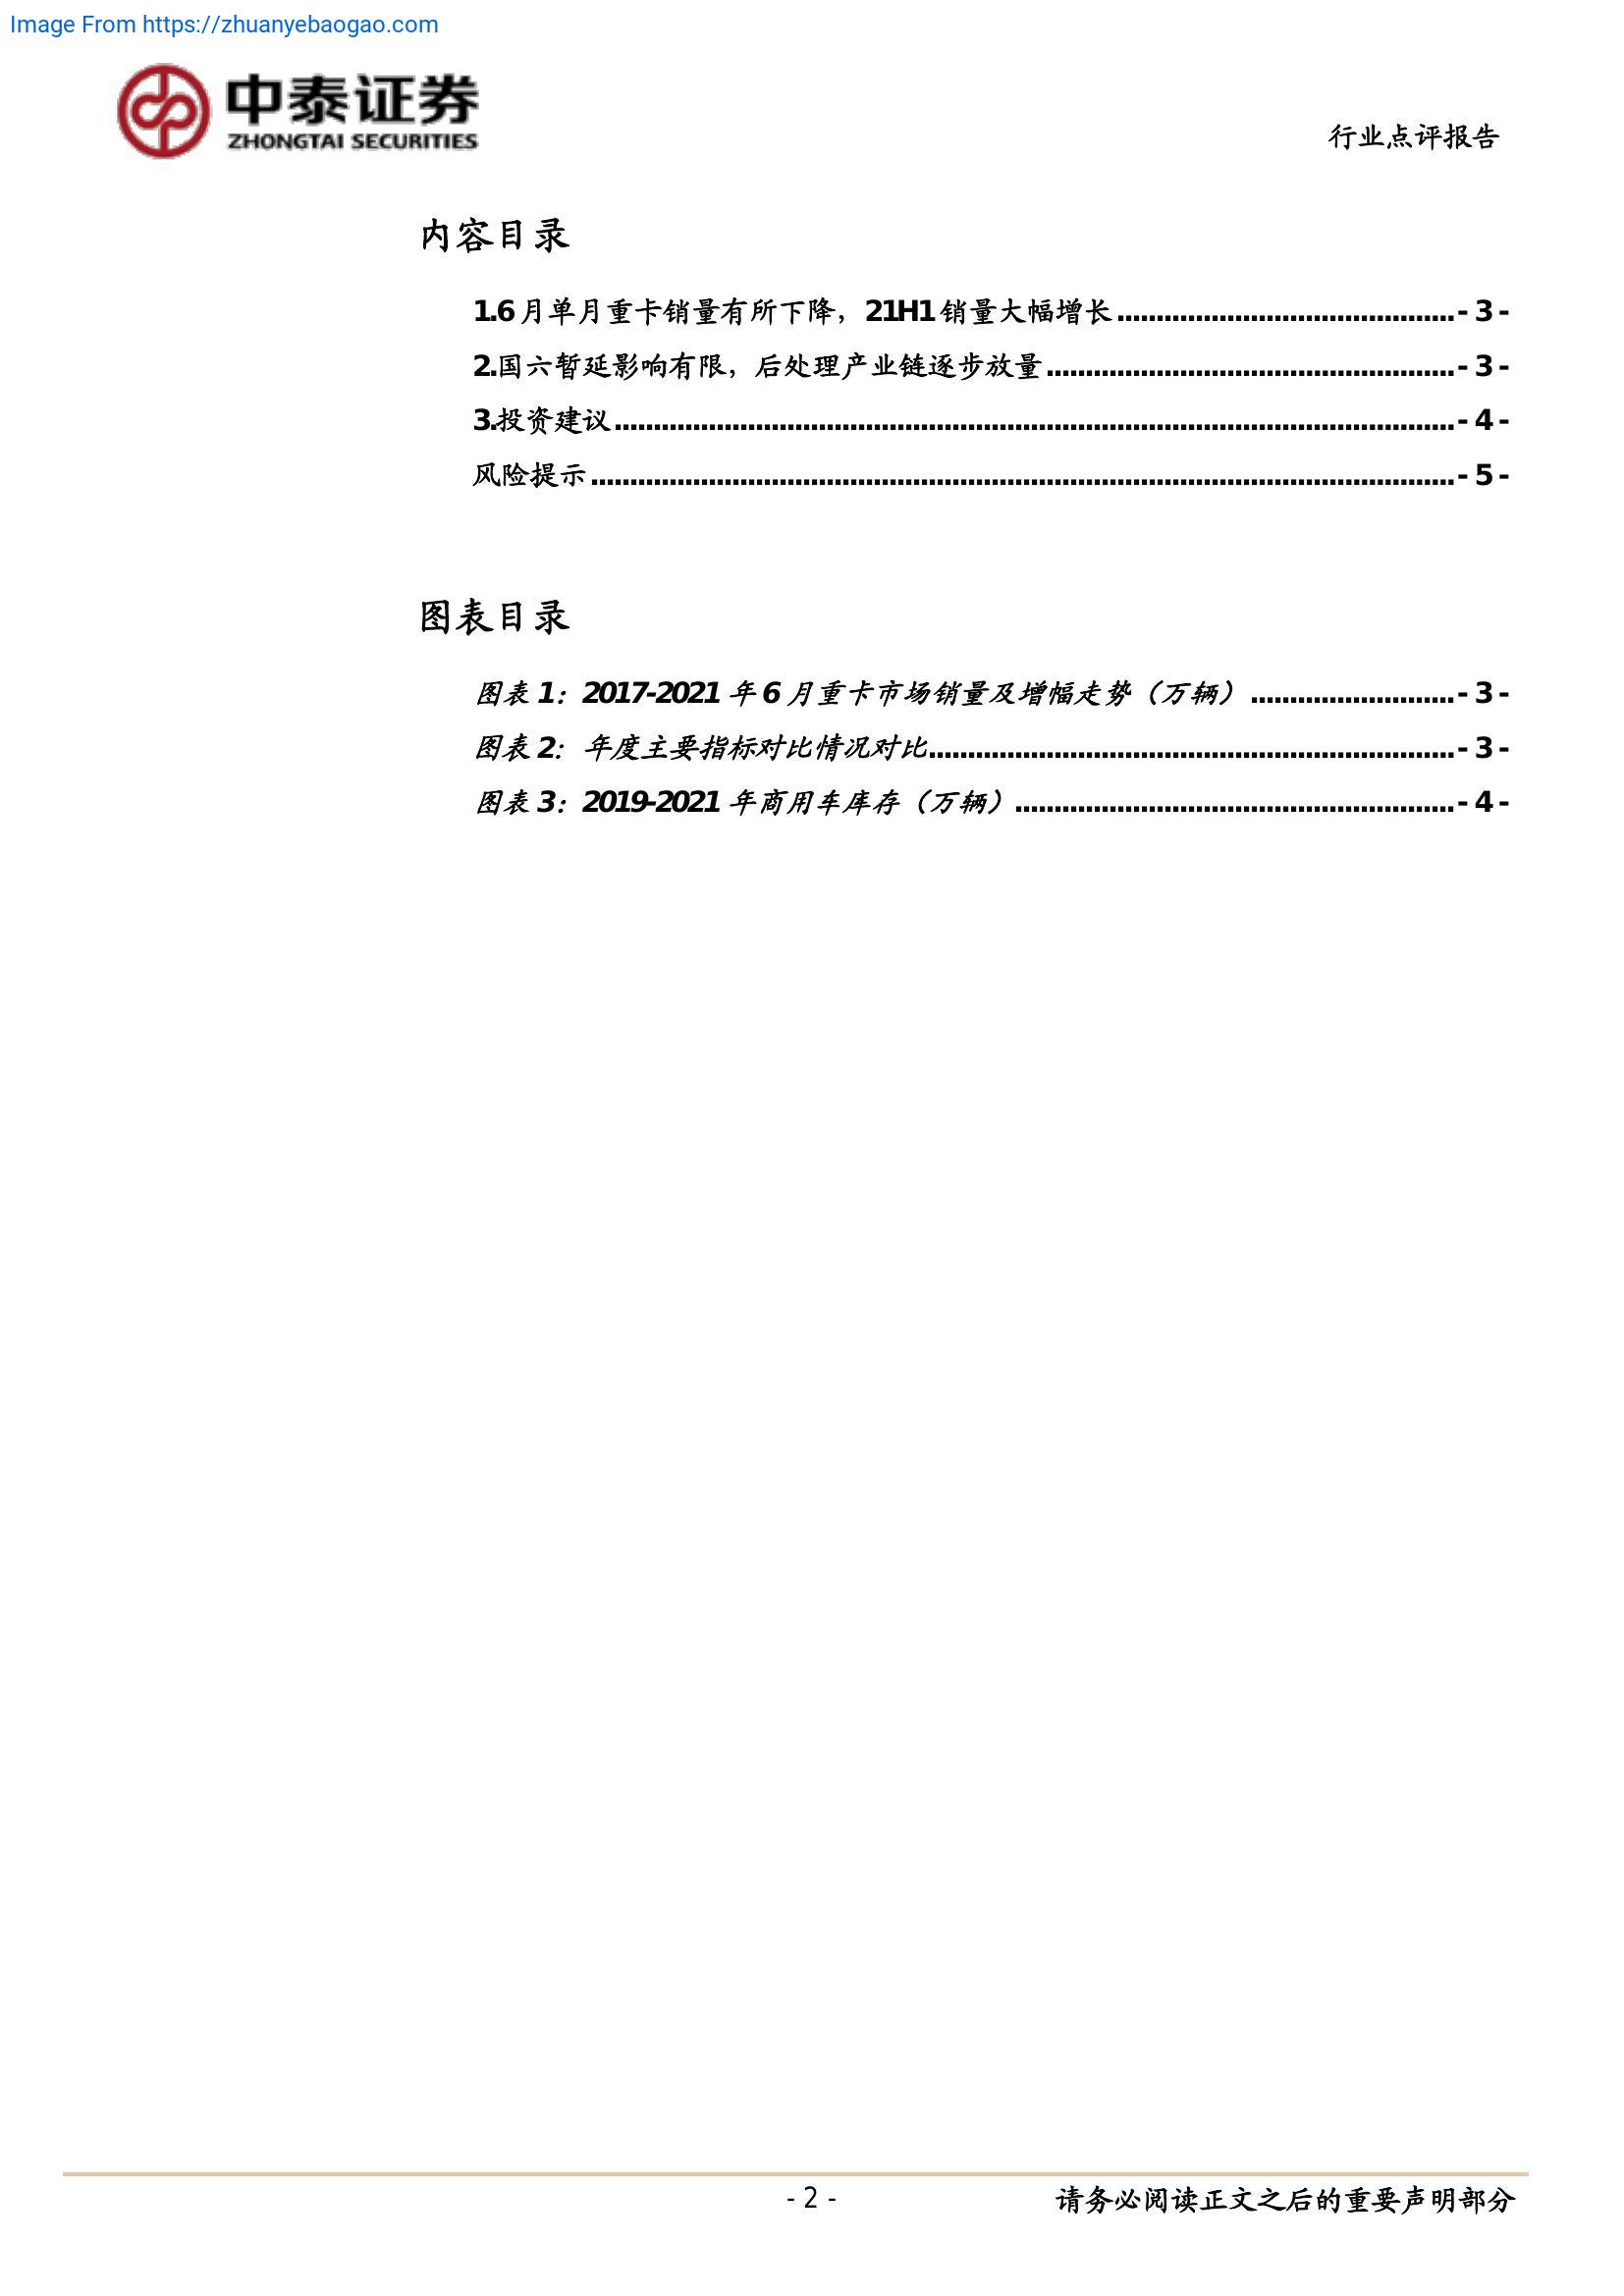 Image From https://zhuanyebaogao.com
中泰证券
ZHONGTAI SECURITIES
行业点评报告
内容目录
1.6 月单月重卡销量有所下降，21H1 销量大幅增长...........................................- 3 -
2.国六暂延影响有限，后处理产业链逐步放量....................................................- 3 -
3.投资建议...........................................................................................................- 4 -
风险提示..............................................................................................................- 5 -
图表目录
图表 1：2017-2021 年 6 月重卡市场销量及增幅走势（万辆）..........................- 3 -
图表 2：年度主要指标对比情况对比...................................................................- 3 -
图表 3：2019-2021 年商用车库存（万辆）........................................................- 4 -
- 2 -
请务必阅读正文之后的重要声明部分